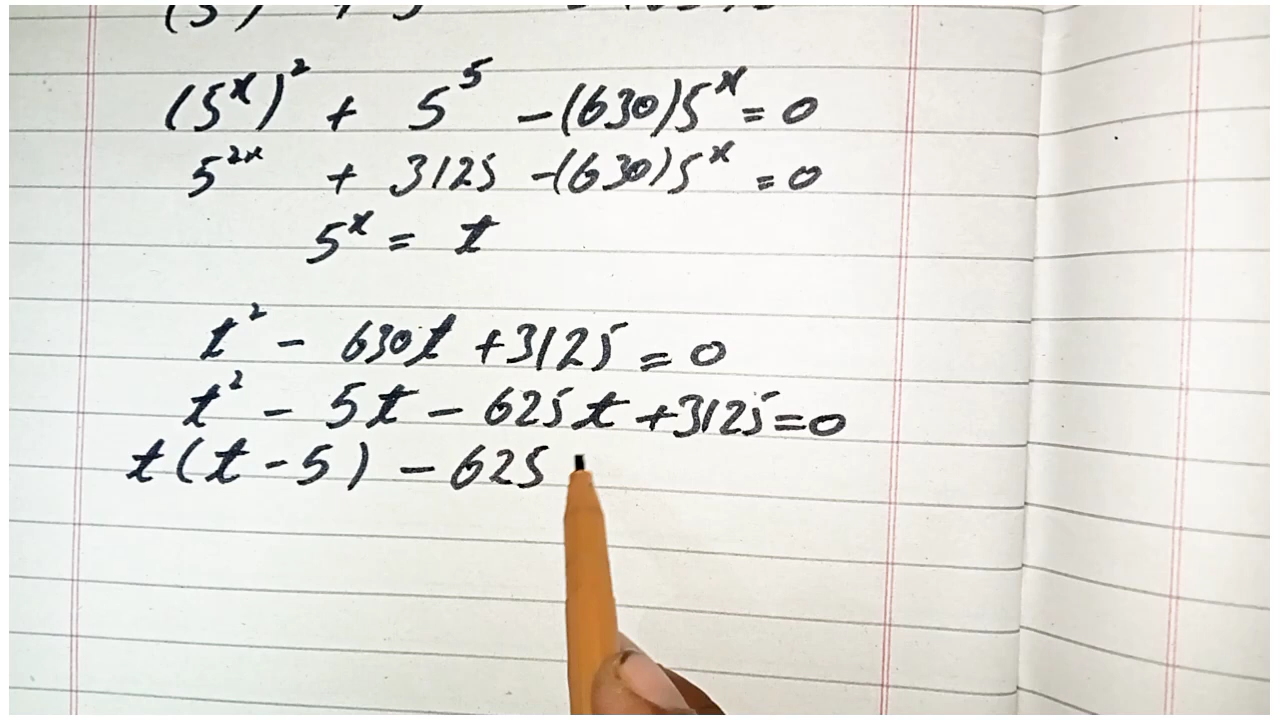 (5^x)^2 + 5^5 -(630)5^x = 0
5^2x + 3125 -(630)5^x = 0
5^x = t
t^2 - 630t +3125 = 0
t^2 - 5t - 625t +3125=0
t(t-5) - 625